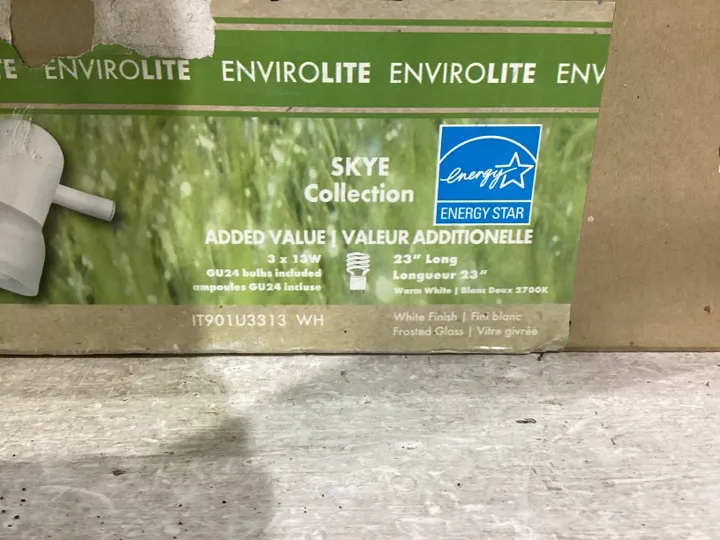 TE ENVIROLITE ENVIROLITE ENVIROLITE ENV
SKYE
Collection
energy
ENERGY STAR
ADDED VALUE | VALEUR ADDITIONELLE
3 x 13W
GU24 bulbs included
ampoules GU24 incluse
23" Long
Longueur 23"
Warm White | Blanc Doux 2700K
IT901U3313 WH
White Finish | Fini blanc
Frosted Glass | Vitre givrée